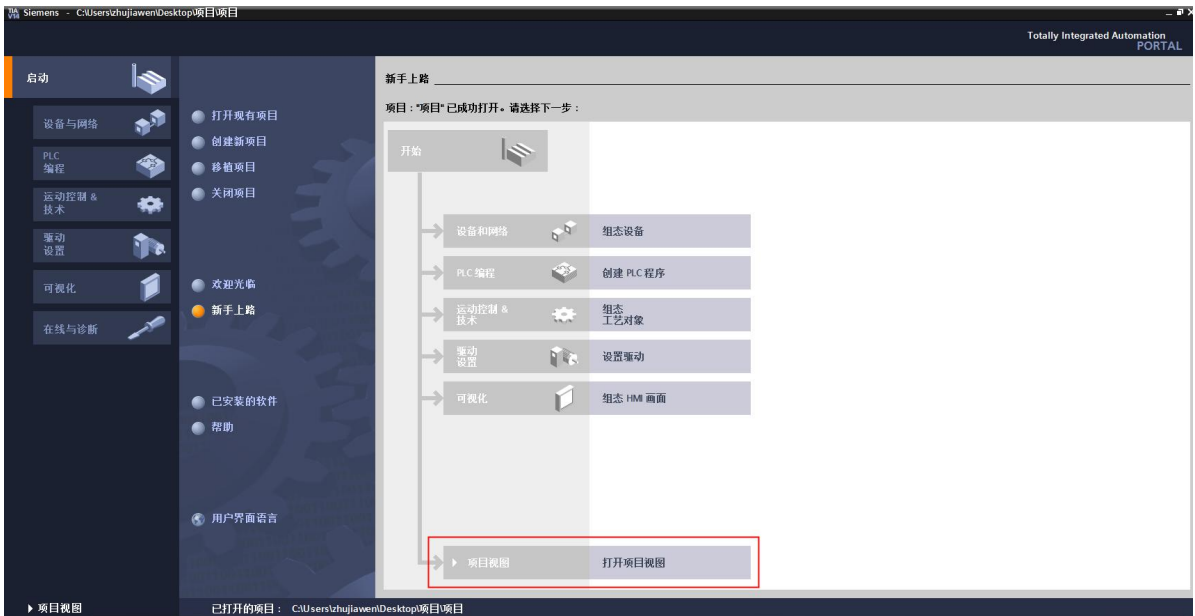 Siemens - C:\Users\zhujiawen\Desktop\项目\项目
Totally Integrated Automation
PORTAL
启动
设备与网络
PLC
编程
运动控制 &
技术
驱动
设置
可视化
在线与诊断
打开现有项目
创建新项目
移植项目
关闭项目
欢迎光临
新手上路
已安装的软件
帮助
用户界面语言
新手上路
项目："项目" 已成功打开。请选择下一步：
开始
设备和网络
组态设备
PLC 编程
创建 PLC 程序
运动控制 &
技术
组态
工艺对象
驱动
设置
设置驱动
可视化
组态 HMI 画面
项目视图
打开项目视图
项目视图
已打开的项目： C:\Users\zhujiawen\Desktop\项目\项目